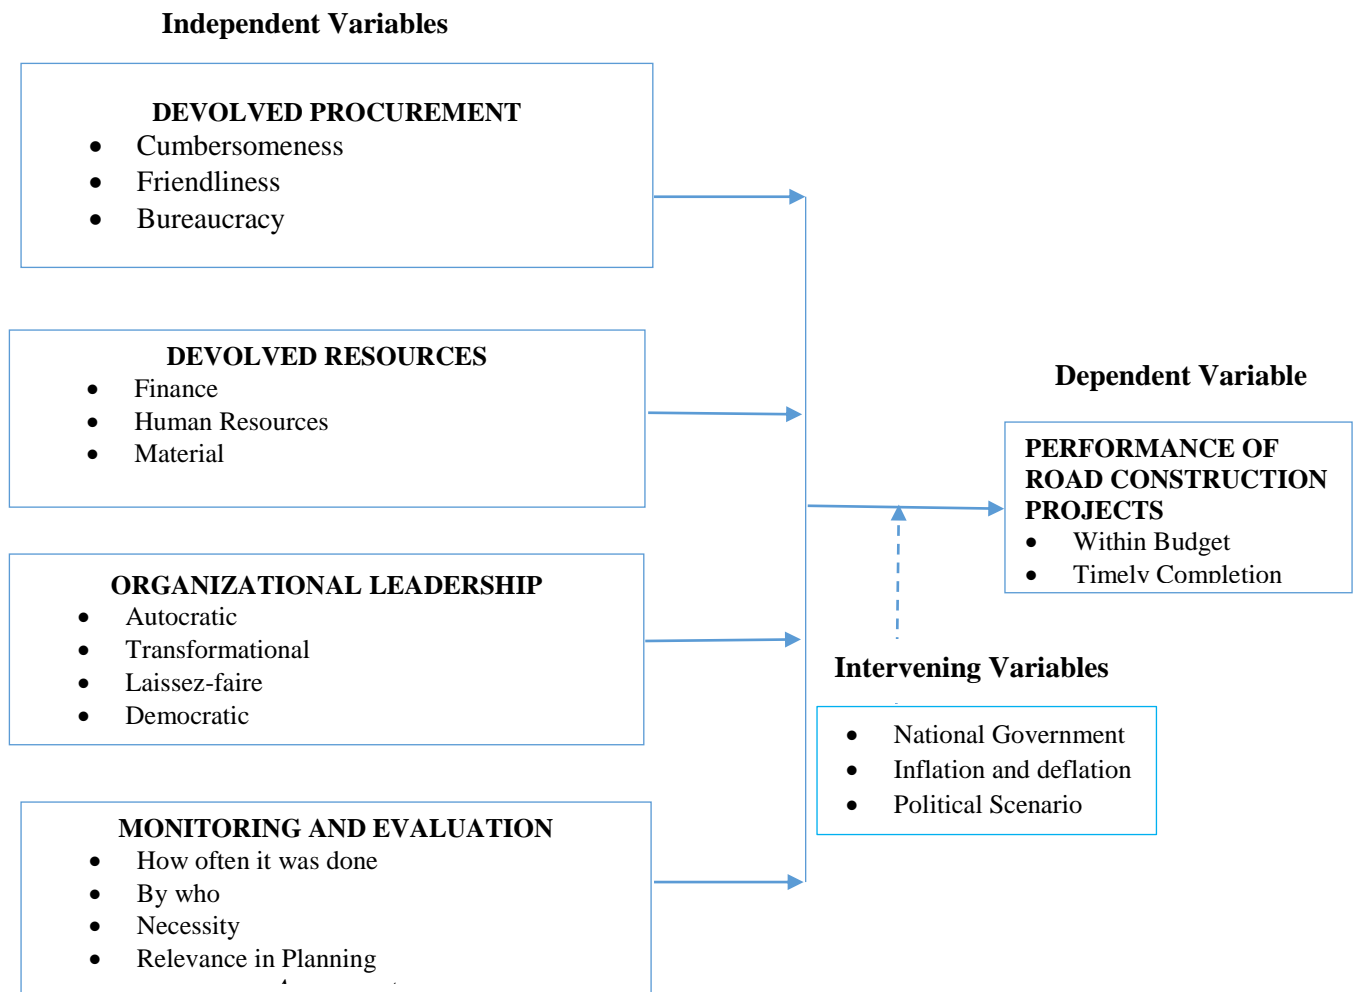 Independent Variables
DEVOLVED PROCUREMENT
• Cumbersomeness
• Friendliness
• Bureaucracy
DEVOLVED RESOURCES
• Finance
• Human Resources
• Material
ORGANIZATIONAL LEADERSHIP
• Autocratic
• Transformational
• Laissez-faire
• Democratic
MONITORING AND EVALUATION
• How often it was done
• By who
• Necessity
• Relevance in Planning
Dependent Variable
PERFORMANCE OF
ROAD CONSTRUCTION
PROJECTS
• Within Budget
• Timely Completion
Intervening Variables
• National Government
• Inflation and deflation
• Political Scenario